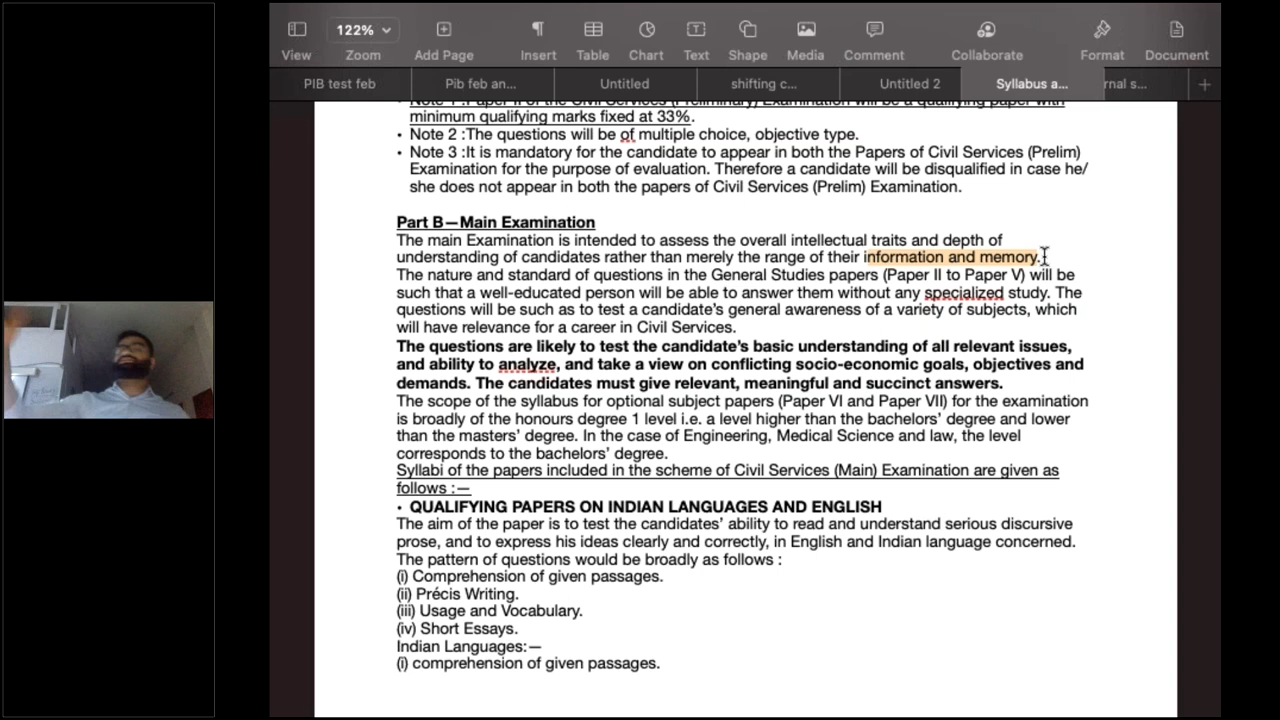 122%
View
Zoom
Add Page
Insert
Table
Chart
Text
Shape
Media
Comment
Collaborate
Format
Document
PIB test feb
Pib feb an...
Untitled
shifting c...
Untitled 2
Syllabus a...
rnal s...
• Note 1 :Paper II of the Civil Services (Preliminary) Examination will be a qualifying paper with
minimum qualifying marks fixed at 33%.
• Note 2 :The questions will be of multiple choice, objective type.
• Note 3 :It is mandatory for the candidate to appear in both the Papers of Civil Services (Prelim)
Examination for the purpose of evaluation. Therefore a candidate will be disqualified in case he/
she does not appear in both the papers of Civil Services (Prelim) Examination.
Part B—Main Examination
The main Examination is intended to assess the overall intellectual traits and depth of
understanding of candidates rather than merely the range of their information and memory.
The nature and standard of questions in the General Studies papers (Paper II to Paper V) will be
such that a well-educated person will be able to answer them without any specialized study. The
questions will be such as to test a candidate's general awareness of a variety of subjects, which
will have relevance for a career in Civil Services.
The questions are likely to test the candidate's basic understanding of all relevant issues,
and ability to analyze, and take a view on conflicting socio-economic goals, objectives and
demands. The candidates must give relevant, meaningful and succinct answers.
The scope of the syllabus for optional subject papers (Paper VI and Paper VII) for the examination
is broadly of the honours degree 1 level i.e. a level higher than the bachelors' degree and lower
than the masters' degree. In the case of Engineering, Medical Science and law, the level
corresponds to the bachelors' degree.
Syllabi of the papers included in the scheme of Civil Services (Main) Examination are given as
follows :—
• QUALIFYING PAPERS ON INDIAN LANGUAGES AND ENGLISH
The aim of the paper is to test the candidates' ability to read and understand serious discursive
prose, and to express his ideas clearly and correctly, in English and Indian language concerned.
The pattern of questions would be broadly as follows :
(i) Comprehension of given passages.
(ii) Précis Writing.
(iii) Usage and Vocabulary.
(iv) Short Essays.
Indian Languages:—
(i) comprehension of given passages.